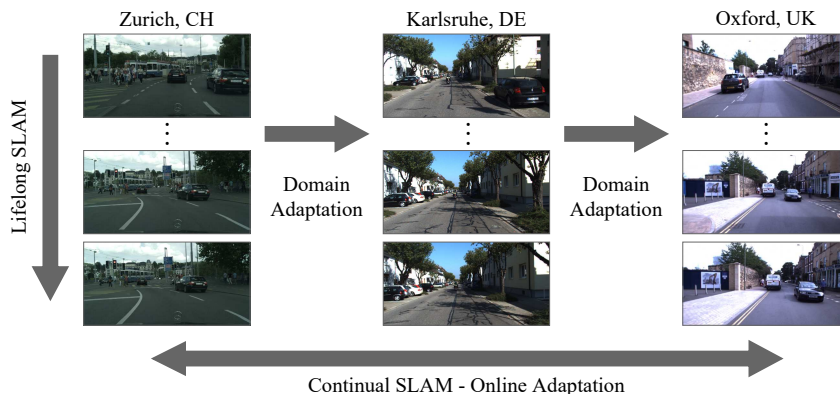 Zurich, CH
Karlsruhe, DE
Oxford, UK
Lifelong SLAM
Domain
Adaptation
Domain
Adaptation
Continual SLAM - Online Adaptation